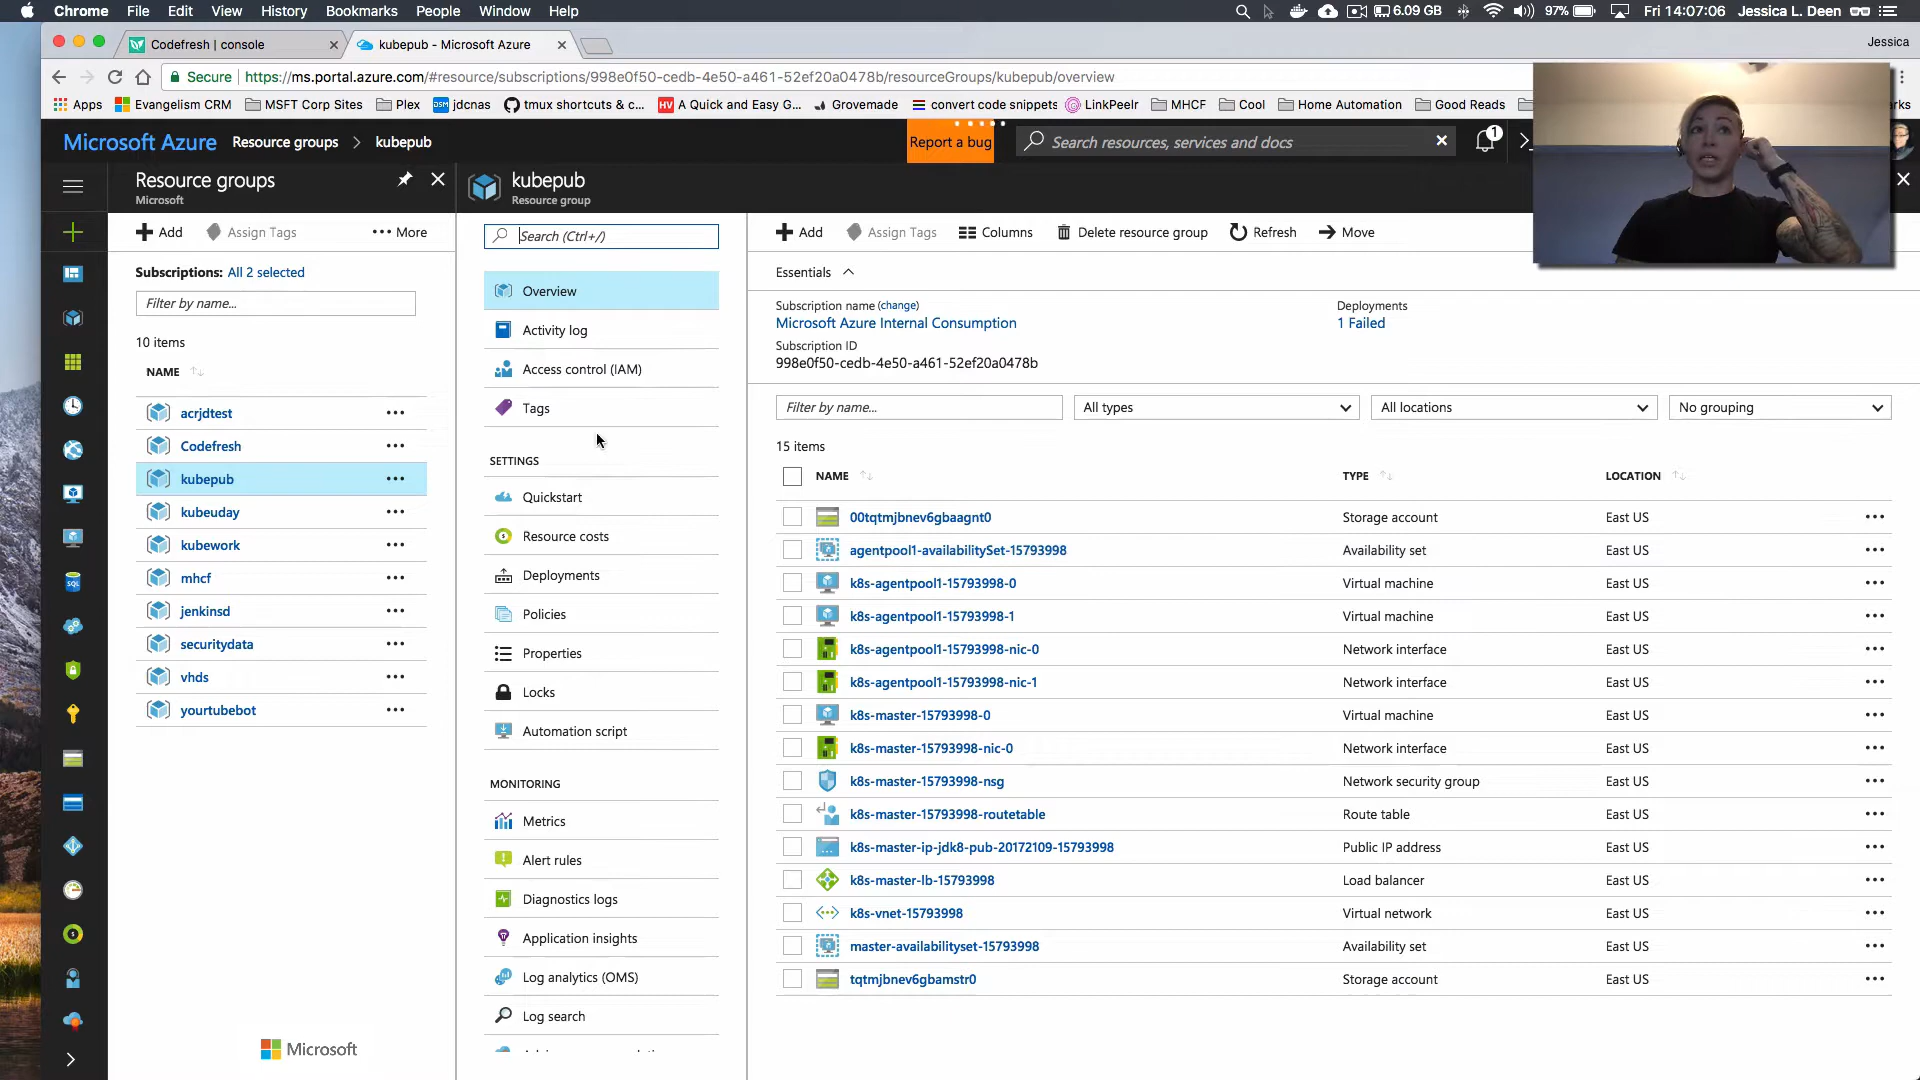 Chrome File Edit View History Bookmarks People Window Help 6.09 GB 97% Fri 14:07:06 Jessica L. Deen
Codefresh | console kubepub - Microsoft Azure Jessica
Secure https://ms.portal.azure.com/#resource/subscriptions/998e0f50-cedb-4e50-a461-52ef20a0478b/resourceGroups/kubepub/overview
Apps Evangelism CRM MSFT Corp Sites Plex jdcnas tmux shortcuts & c... HV A Quick and Easy G... Grovemade convert code snippets LinkPeelr MHCF Cool Home Automation Good Reads
Microsoft Azure Resource groups > kubepub Report a bug Search resources, services and docs 1
Resource groups
Microsoft
kubepub
Resource group
Add Assign Tags ••• More
Search (Ctrl+/)
Add Assign Tags Columns Delete resource group Refresh Move
Subscriptions: All 2 selected
Filter by name...
10 items
NAME
acrjdtest
Codefresh
kubepub
kubeuday
kubework
mhcf
jenkinsd
securitydata
vhds
yourtubebot
Microsoft
Overview
Activity log
Access control (IAM)
Tags
SETTINGS
Quickstart
Resource costs
Deployments
Policies
Properties
Locks
Automation script
MONITORING
Metrics
Alert rules
Diagnostics logs
Application insights
Log analytics (OMS)
Log search
Essentials
Subscription name (change) Deployments
Microsoft Azure Internal Consumption 1 Failed
Subscription ID
998e0f50-cedb-4e50-a461-52ef20a0478b
Filter by name... All types All locations No grouping
15 items
NAME TYPE LOCATION
00tqtmjbnev6gbaagnt0 Storage account East US
agentpool1-availabilitySet-15793998 Availability set East US
k8s-agentpool1-15793998-0 Virtual machine East US
k8s-agentpool1-15793998-1 Virtual machine East US
k8s-agentpool1-15793998-nic-0 Network interface East US
k8s-agentpool1-15793998-nic-1 Network interface East US
k8s-master-15793998-0 Virtual machine East US
k8s-master-15793998-nic-0 Network interface East US
k8s-master-15793998-nsg Network security group East US
k8s-master-15793998-routetable Route table East US
k8s-master-ip-jdk8-pub-20172109-15793998 Public IP address East US
k8s-master-lb-15793998 Load balancer East US
k8s-vnet-15793998 Virtual network East US
master-availabilityset-15793998 Availability set East US
tqtmjbnev6gbamstr0 Storage account East US